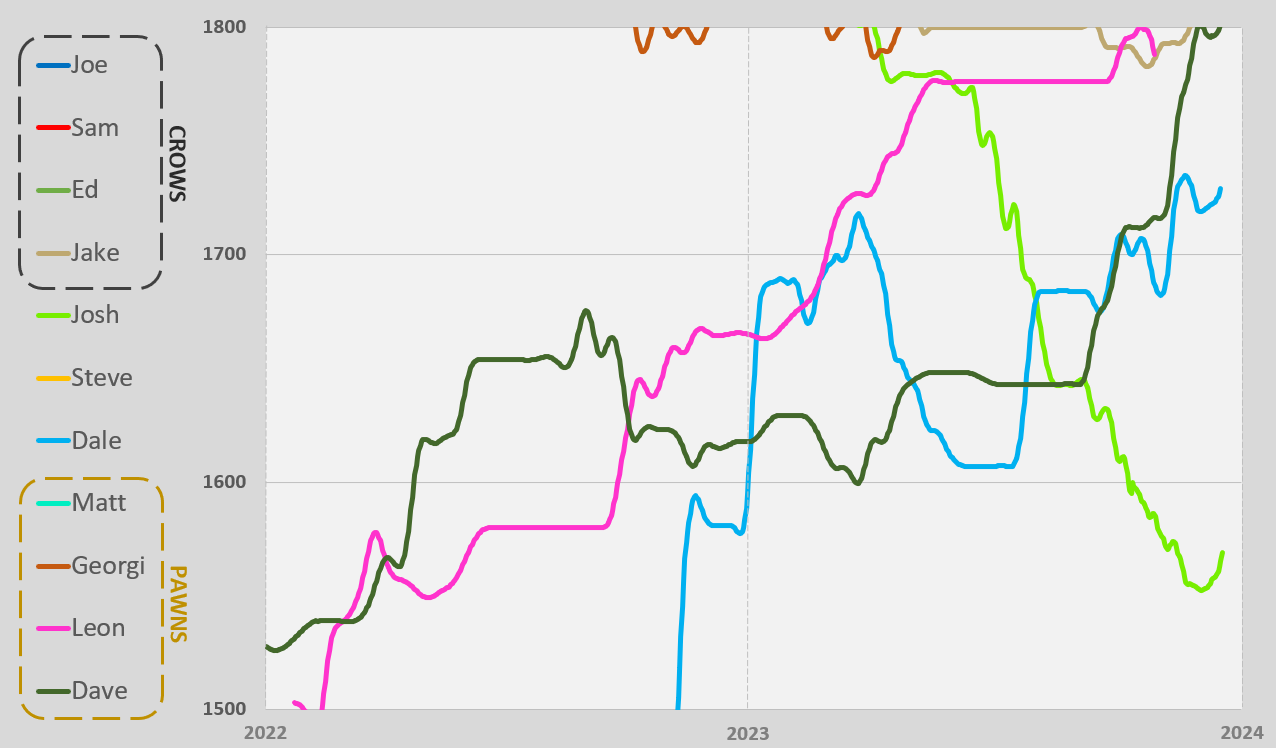 1800
1700
1600
1500
2022
2023
2024
Joe
Sam
Ed
Jake
CROWS
Josh
Steve
Dale
Matt
Georgi
Leon
Dave
PAWNS